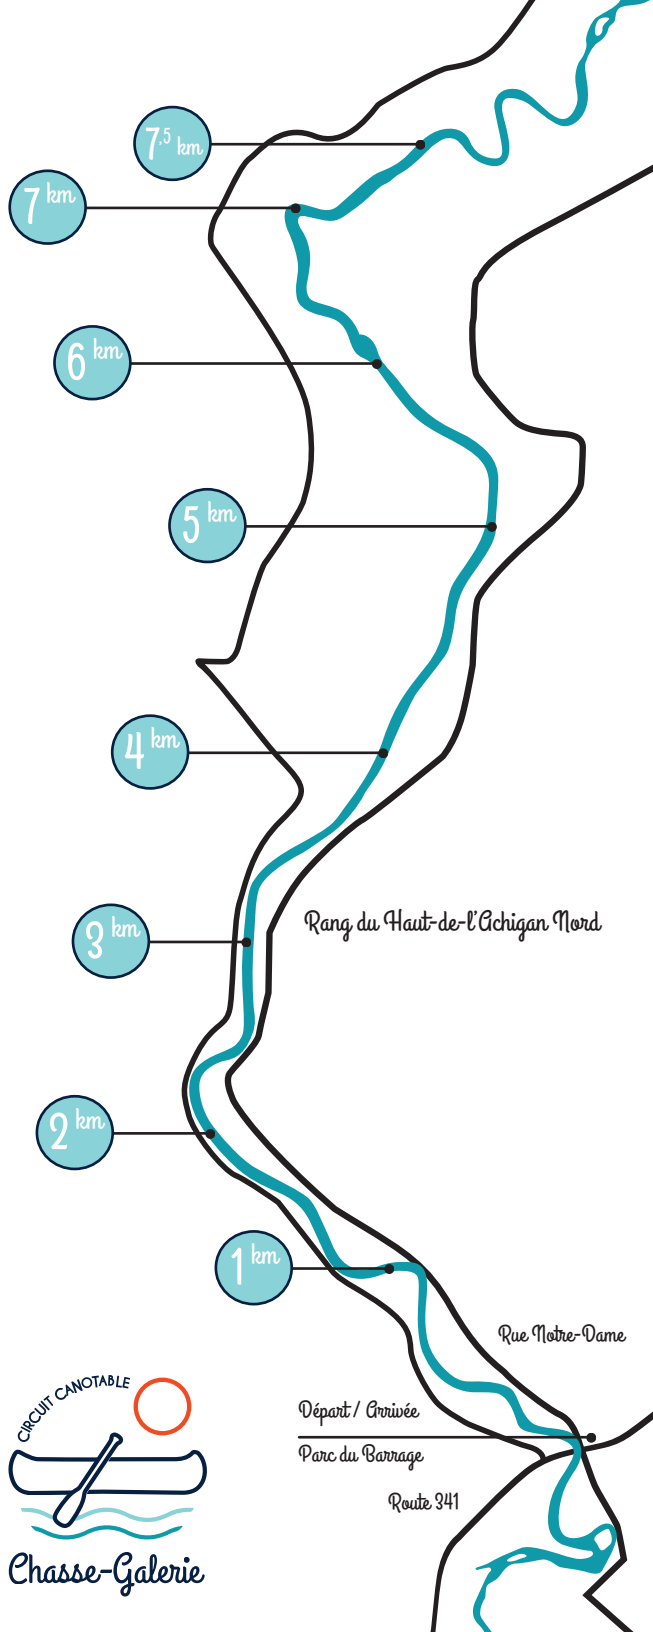 7,5 km
7 km
6 km
5 km
4 km
3 km
Rang du Haut-de-l'Achigan Nord
2 km
1 km
Rue Notre-Dame
Départ / Arrivée
Parc du Barrage
Route 341
CIRCUIT CANOTABLE
Chasse-Galerie